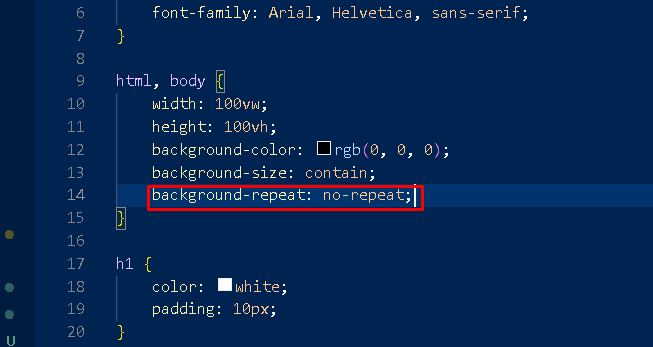 6 font-family: Arial, Helvetica, sans-serif;
7 }
8
9 html, body {
10 width: 100vw;
11 height: 100vh;
12 background-color: rgb(0, 0, 0);
13 background-size: contain;
14 background-repeat: no-repeat;
15 }
16
17 h1 {
18 color: white;
19 padding: 10px;
20 }
U